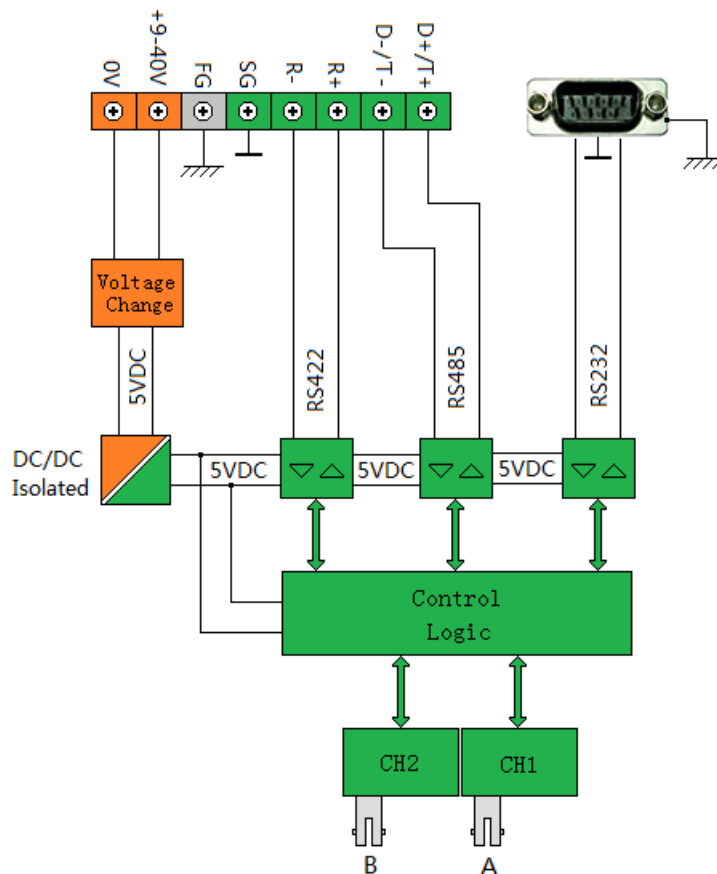 0V
+9-40V
FG
SG
R-
R+
D-/T-
D+/T+
Voltage
Change
5VDC
RS422
RS485
RS232
DC/DC
Isolated
5VDC
5VDC
5VDC
Control
Logic
CH2
CH1
B
A